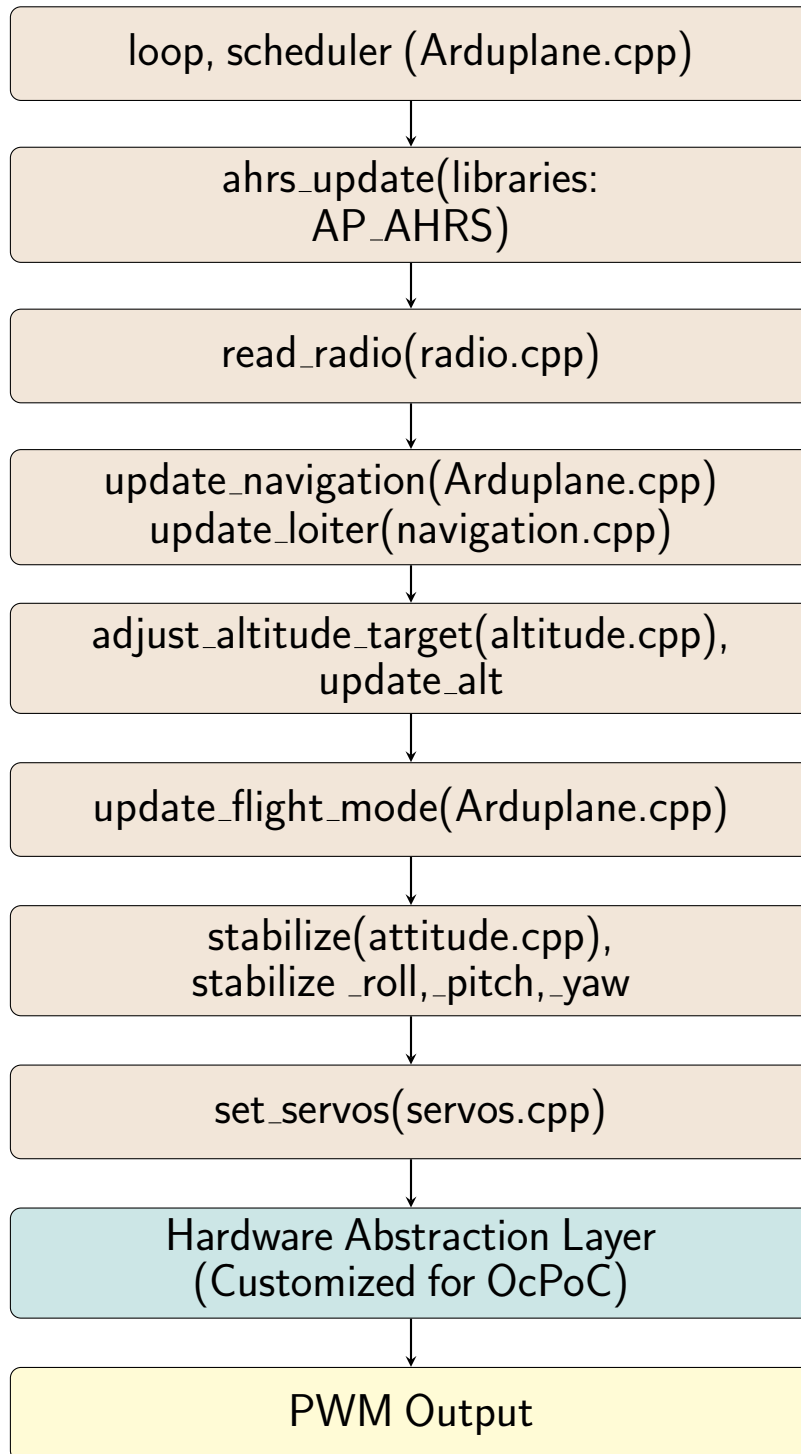 loop, scheduler (Arduplane.cpp)
ahrs_update(libraries:
AP_AHRS)
read_radio(radio.cpp)
update_navigation(Arduplane.cpp)
update_loiter(navigation.cpp)
adjust_altitude_target(altitude.cpp),
update_alt
update_flight_mode(Arduplane.cpp)
stabilize(attitude.cpp),
stabilize _roll,_pitch,_yaw
set_servos(servos.cpp)
Hardware Abstraction Layer
(Customized for OcPoC)
PWM Output